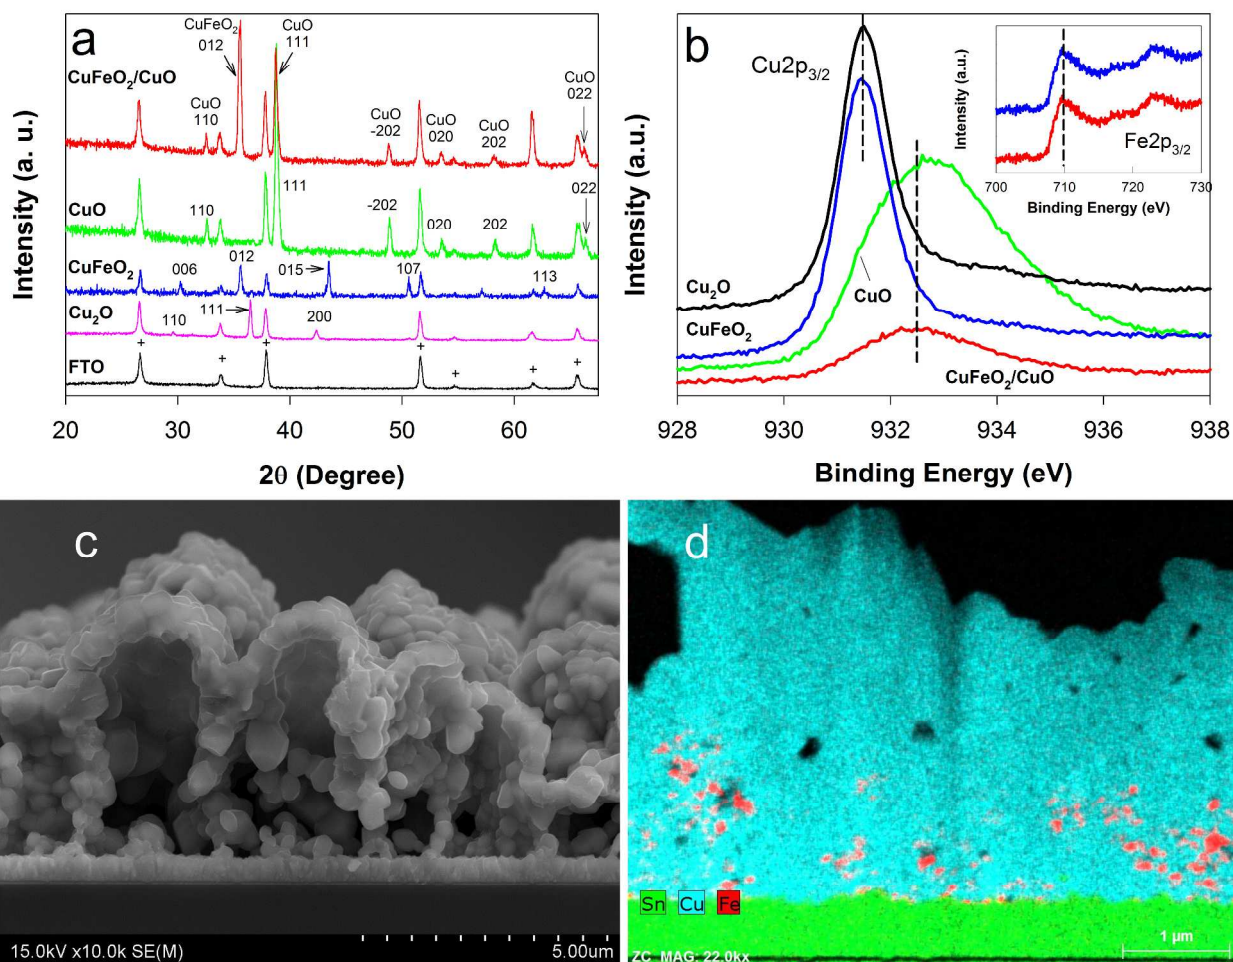 a
CuFeO2
012
CuO
111
CuFeO2/CuO
CuO
110
CuO
-202
CuO
020
CuO
202
CuO
022
CuO
110
111
-202
020
202
022
CuFeO2
006
012
015
107
113
Cu2O
110
111
200
FTO
+ + + + + + +
20 30 40 50 60
2θ (Degree)
Intensity (a. u.)
b
Cu2p3/2
Cu2O
CuFeO2
CuO
CuFeO2/CuO
928 930 932 934 936 938
Binding Energy (eV)
Intensity (a.u.)
Fe2p3/2
700 710 720 730
Binding Energy (eV)
Intensity (a.u.)
c
15.0kV x10.0k SE(M)
5.00um
d
Sn Cu Fe
ZC MAG: 22.0kx
1 µm